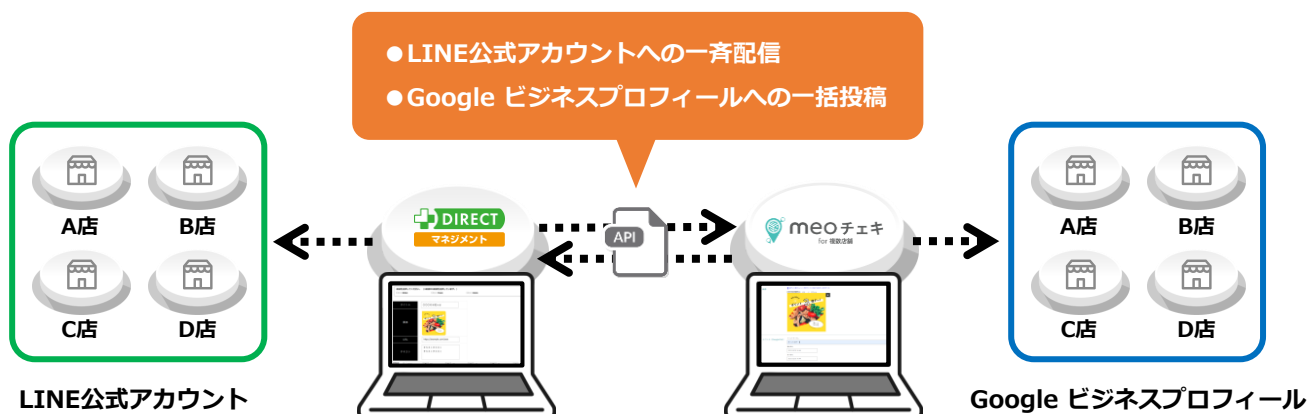 ●LINE公式アカウントへの一斉配信
●Google ビジネスプロフィールへの一括投稿
A店
B店
C店
D店
LINE公式アカウント
DIRECT
マネジメント
API
meoチェキ
for 複数店舗
A店
B店
C店
D店
Google ビジネスプロフィール